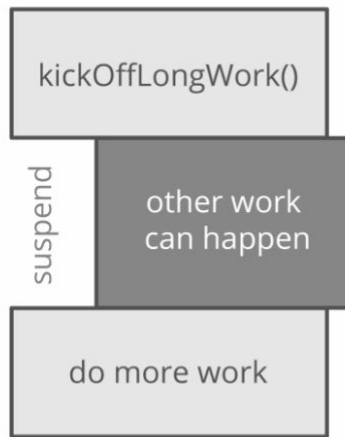 kickOffLongWork()
suspend
other work
can happen
do more work